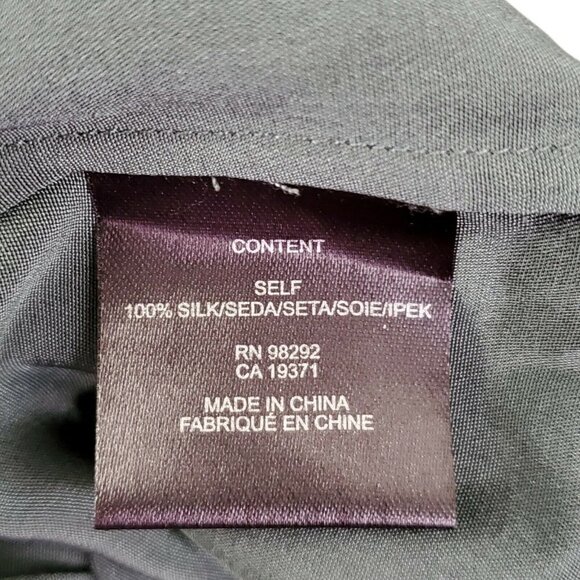 CONTENT
SELF
100% SILK/SEDA/SETA/SOIE/IPEK
RN 98292
CA 19371
MADE IN CHINA
FABRIQUÉ EN CHINE